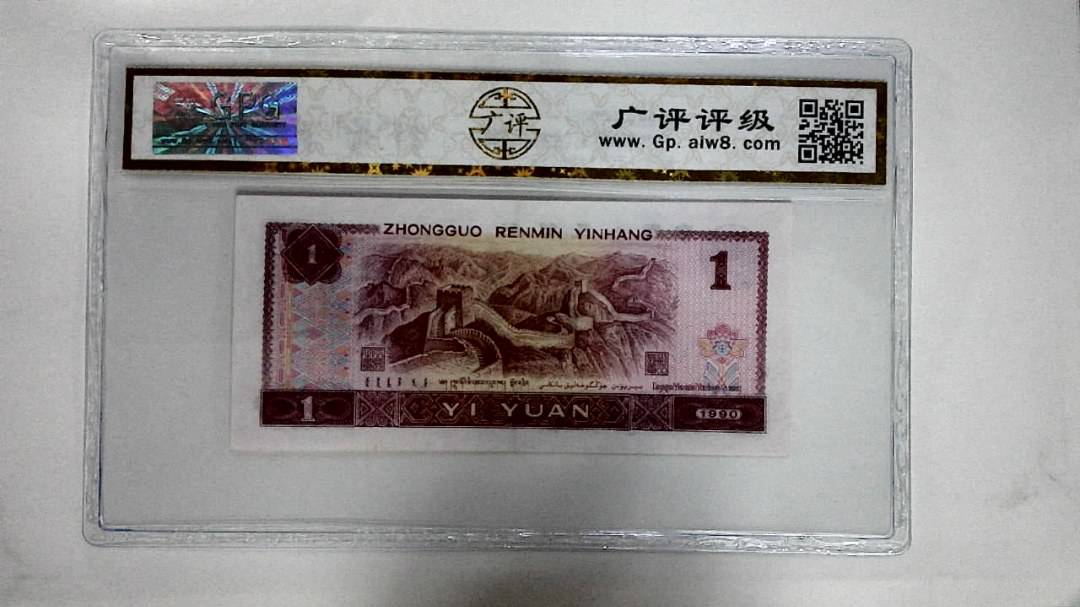 GPG
广评
广评评级
www. Gp. aiw8. com
ZHONGGUO RENMIN YINHANG
1
1
1
YI YUAN
1990